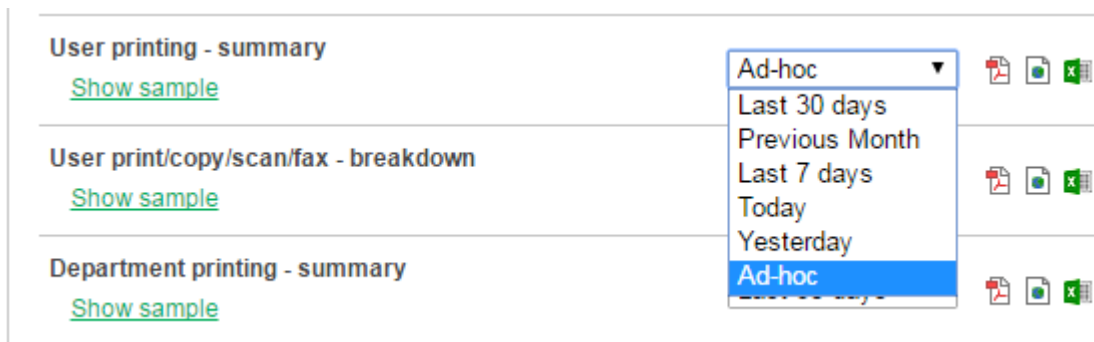 User printing - summary
Show sample
Ad-hoc
Last 30 days
Previous Month
Last 7 days
Today
Yesterday
Ad-hoc
User print/copy/scan/fax - breakdown
Show sample
Department printing - summary
Show sample